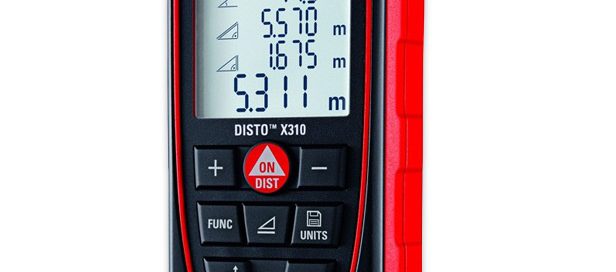 5.570 m
1.675 m
5.311 m
DISTO™ X310
+ ON −
DIST
FUNC
UNITS